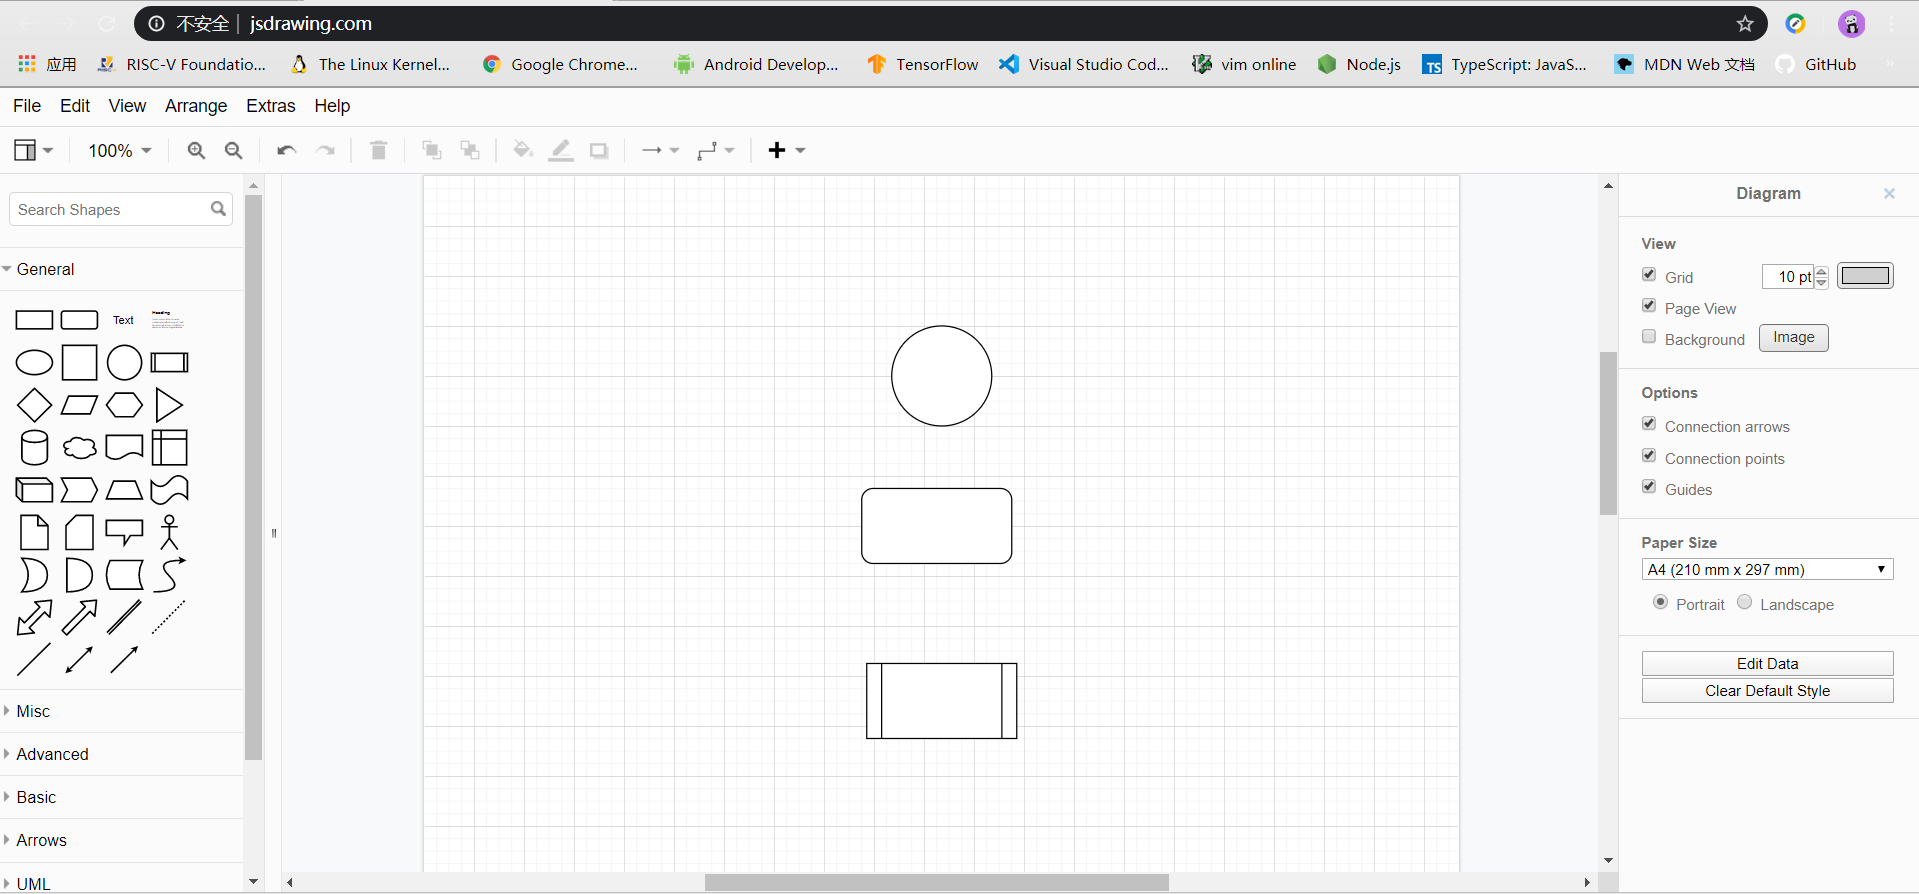 不安全 jsdrawing.com
应用 RISC-V Foundatio... The Linux Kernel... Google Chrome... Android Develop... TensorFlow Visual Studio Cod... vim online Node.js TypeScript: JavaS... MDN Web 文档 GitHub
File Edit View Arrange Extras Help
100%
Search Shapes
General
Text
Heading
Misc
Advanced
Basic
Arrows
UML
Diagram
View
Grid 10 pt
Page View
Background Image
Options
Connection arrows
Connection points
Guides
Paper Size
A4 (210 mm x 297 mm)
Portrait Landscape
Edit Data
Clear Default Style